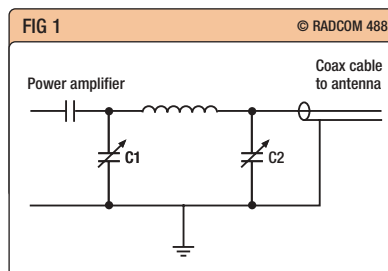 FIG 1
© RADCOM 488
Coax cable
to antenna
Power amplifier
C1
C2